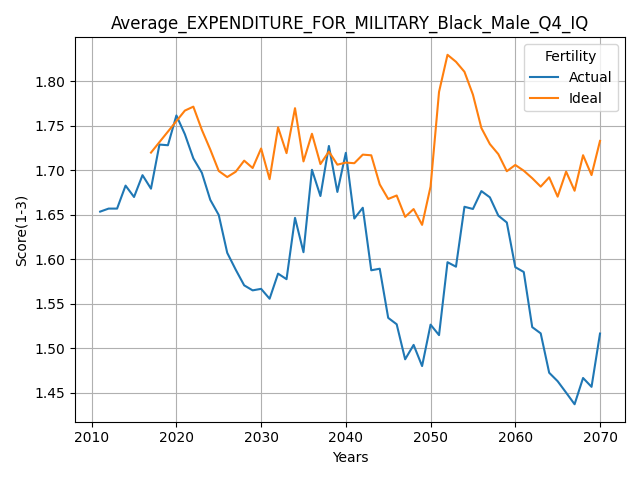 Average_EXPENDITURE_FOR_MILITARY_Black_Male_Q4_IQ
Fertility
Actual
Ideal
Score(1-3)
1.80
1.75
1.70
1.65
1.60
1.55
1.50
1.45
2010 2020 2030 2040 2050 2060 2070
Years